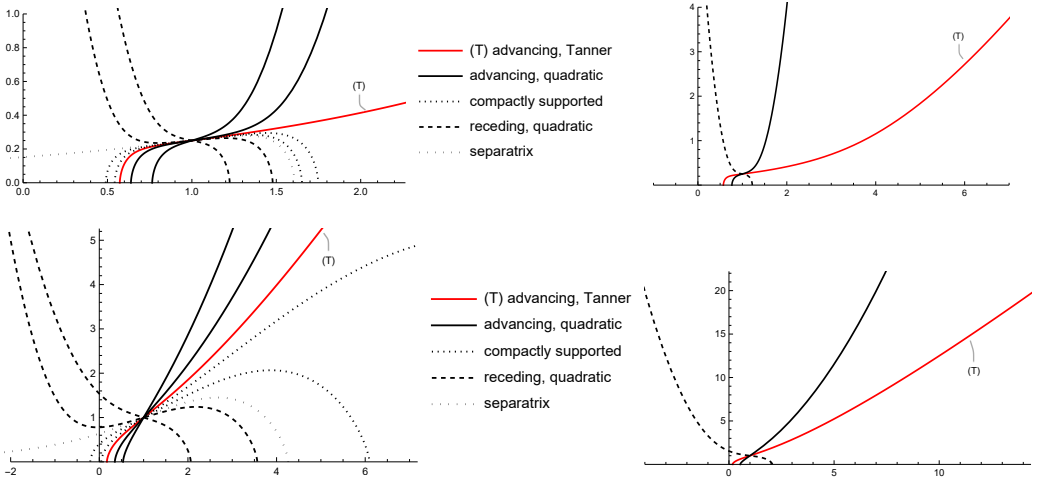 1.0
0.8
0.6
0.4
0.2
0.0
0.0 0.5 1.0 1.5 2.0
(T)
(T) advancing, Tanner
advancing, quadratic
compactly supported
receding, quadratic
separatrix
4
3
2
1
0 2 4 6
(T)
5
4
3
2
1
−2 0 2 4 6
(T)
(T) advancing, Tanner
advancing, quadratic
compactly supported
receding, quadratic
separatrix
20
15
10
5
0 5 10
(T)